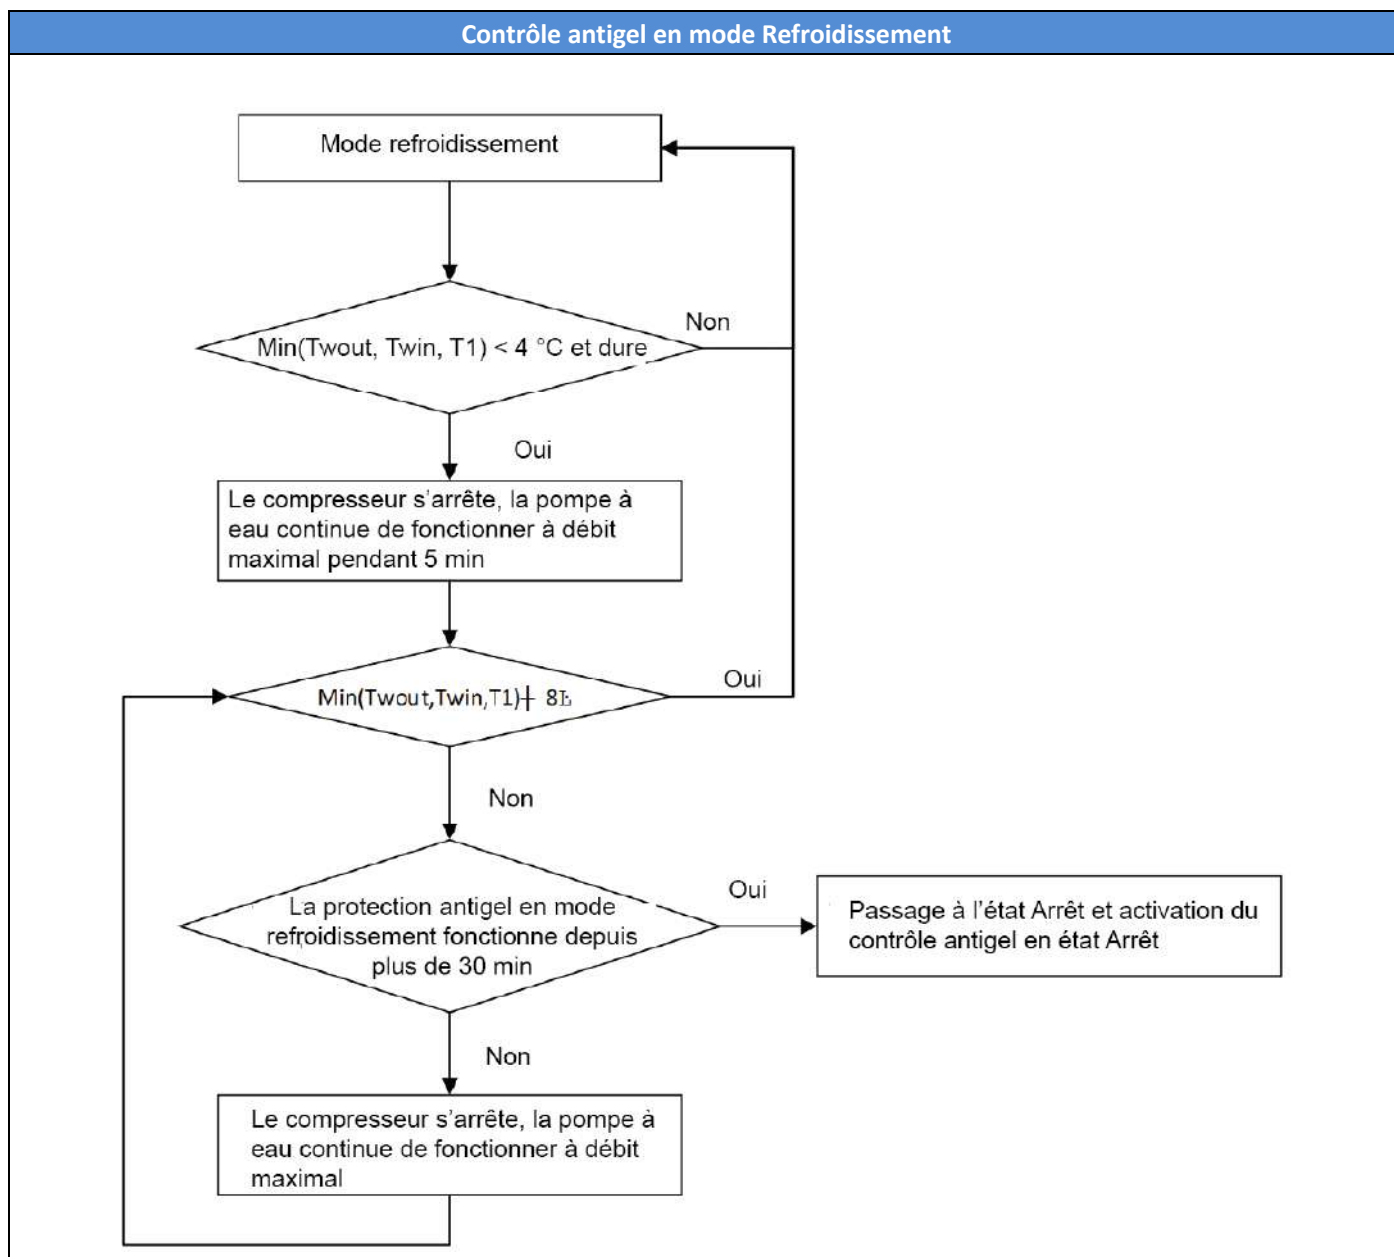 Contrôle antigel en mode Refroidissement
Mode refroidissement
Non
Min(Twout, Twin, T1) < 4 °C et dure
Oui
Le compresseur s'arrête, la pompe à
eau continue de fonctionner à débit
maximal pendant 5 min
Oui
Min(Twout,Twin,T1)
Non
Oui
La protection antigel en mode
refroidissement fonctionne depuis
plus de 30 min
Passage à l'état Arrêt et activation du
contrôle antigel en état Arrêt
Non
Le compresseur s'arrête, la pompe à
eau continue de fonctionner à débit
maximal